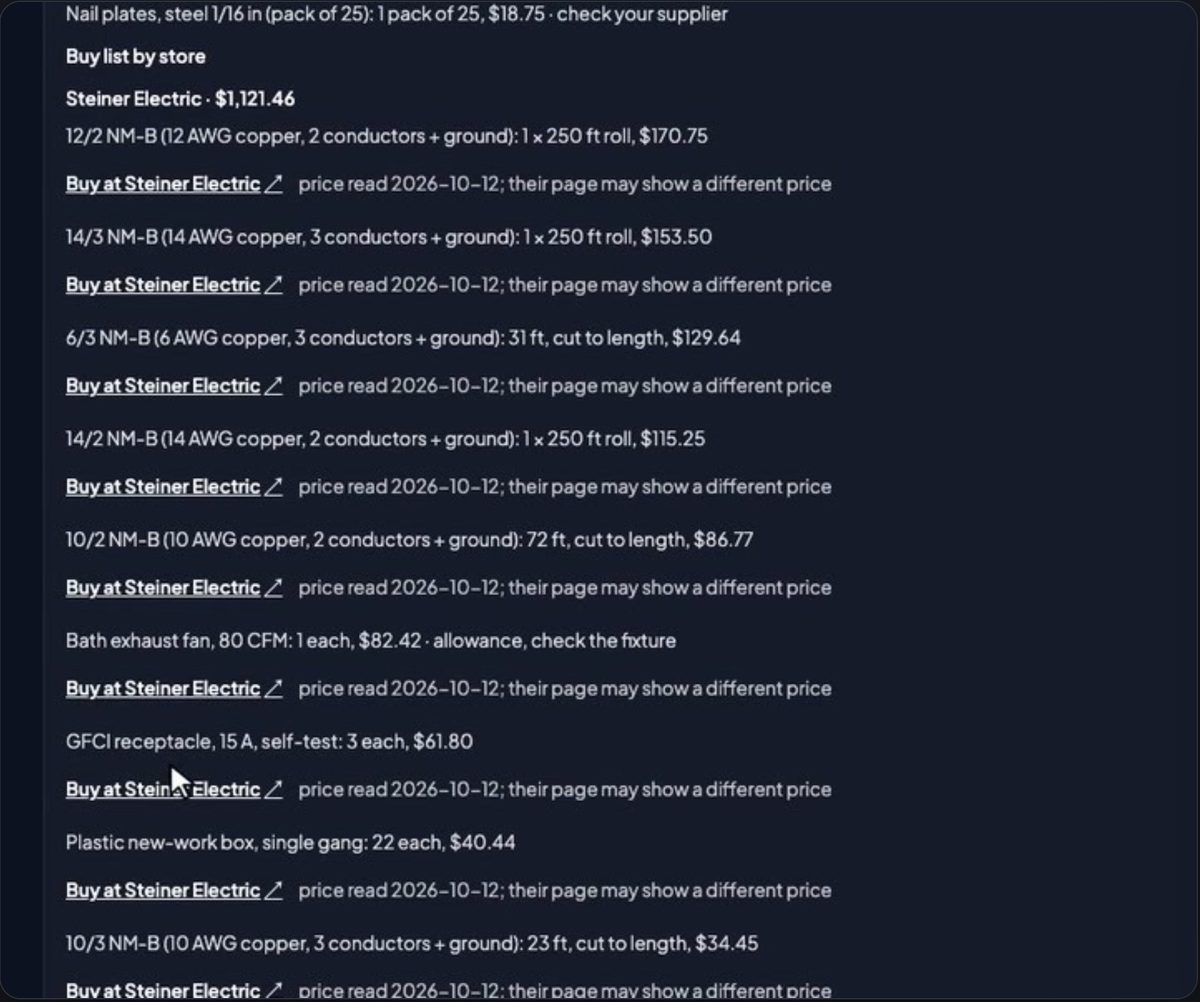 Nail plates, steel 1/16 in (pack of 25): 1 pack of 25, $18.75 · check your supplier
Buy list by store
Steiner Electric · $1,121.46
12/2 NM-B (12 AWG copper, 2 conductors + ground): 1 × 250 ft roll, $170.75
Buy at Steiner Electric ↗ price read 2026-10-12; their page may show a different price
14/3 NM-B (14 AWG copper, 3 conductors + ground): 1 × 250 ft roll, $153.50
Buy at Steiner Electric ↗ price read 2026-10-12; their page may show a different price
6/3 NM-B (6 AWG copper, 3 conductors + ground): 31 ft, cut to length, $129.64
Buy at Steiner Electric ↗ price read 2026-10-12; their page may show a different price
14/2 NM-B (14 AWG copper, 2 conductors + ground): 1 × 250 ft roll, $115.25
Buy at Steiner Electric ↗ price read 2026-10-12; their page may show a different price
10/2 NM-B (10 AWG copper, 2 conductors + ground): 72 ft, cut to length, $86.77
Buy at Steiner Electric ↗ price read 2026-10-12; their page may show a different price
Bath exhaust fan, 80 CFM: 1 each, $82.42 · allowance, check the fixture
Buy at Steiner Electric ↗ price read 2026-10-12; their page may show a different price
GFCI receptacle, 15 A, self-test: 3 each, $61.80
Buy at Steiner Electric ↗ price read 2026-10-12; their page may show a different price
Plastic new-work box, single gang: 22 each, $40.44
Buy at Steiner Electric ↗ price read 2026-10-12; their page may show a different price
10/3 NM-B (10 AWG copper, 3 conductors + ground): 23 ft, cut to length, $34.45
Buy at Steiner Electric ↗ price read 2026-10-12; their page may show a different price